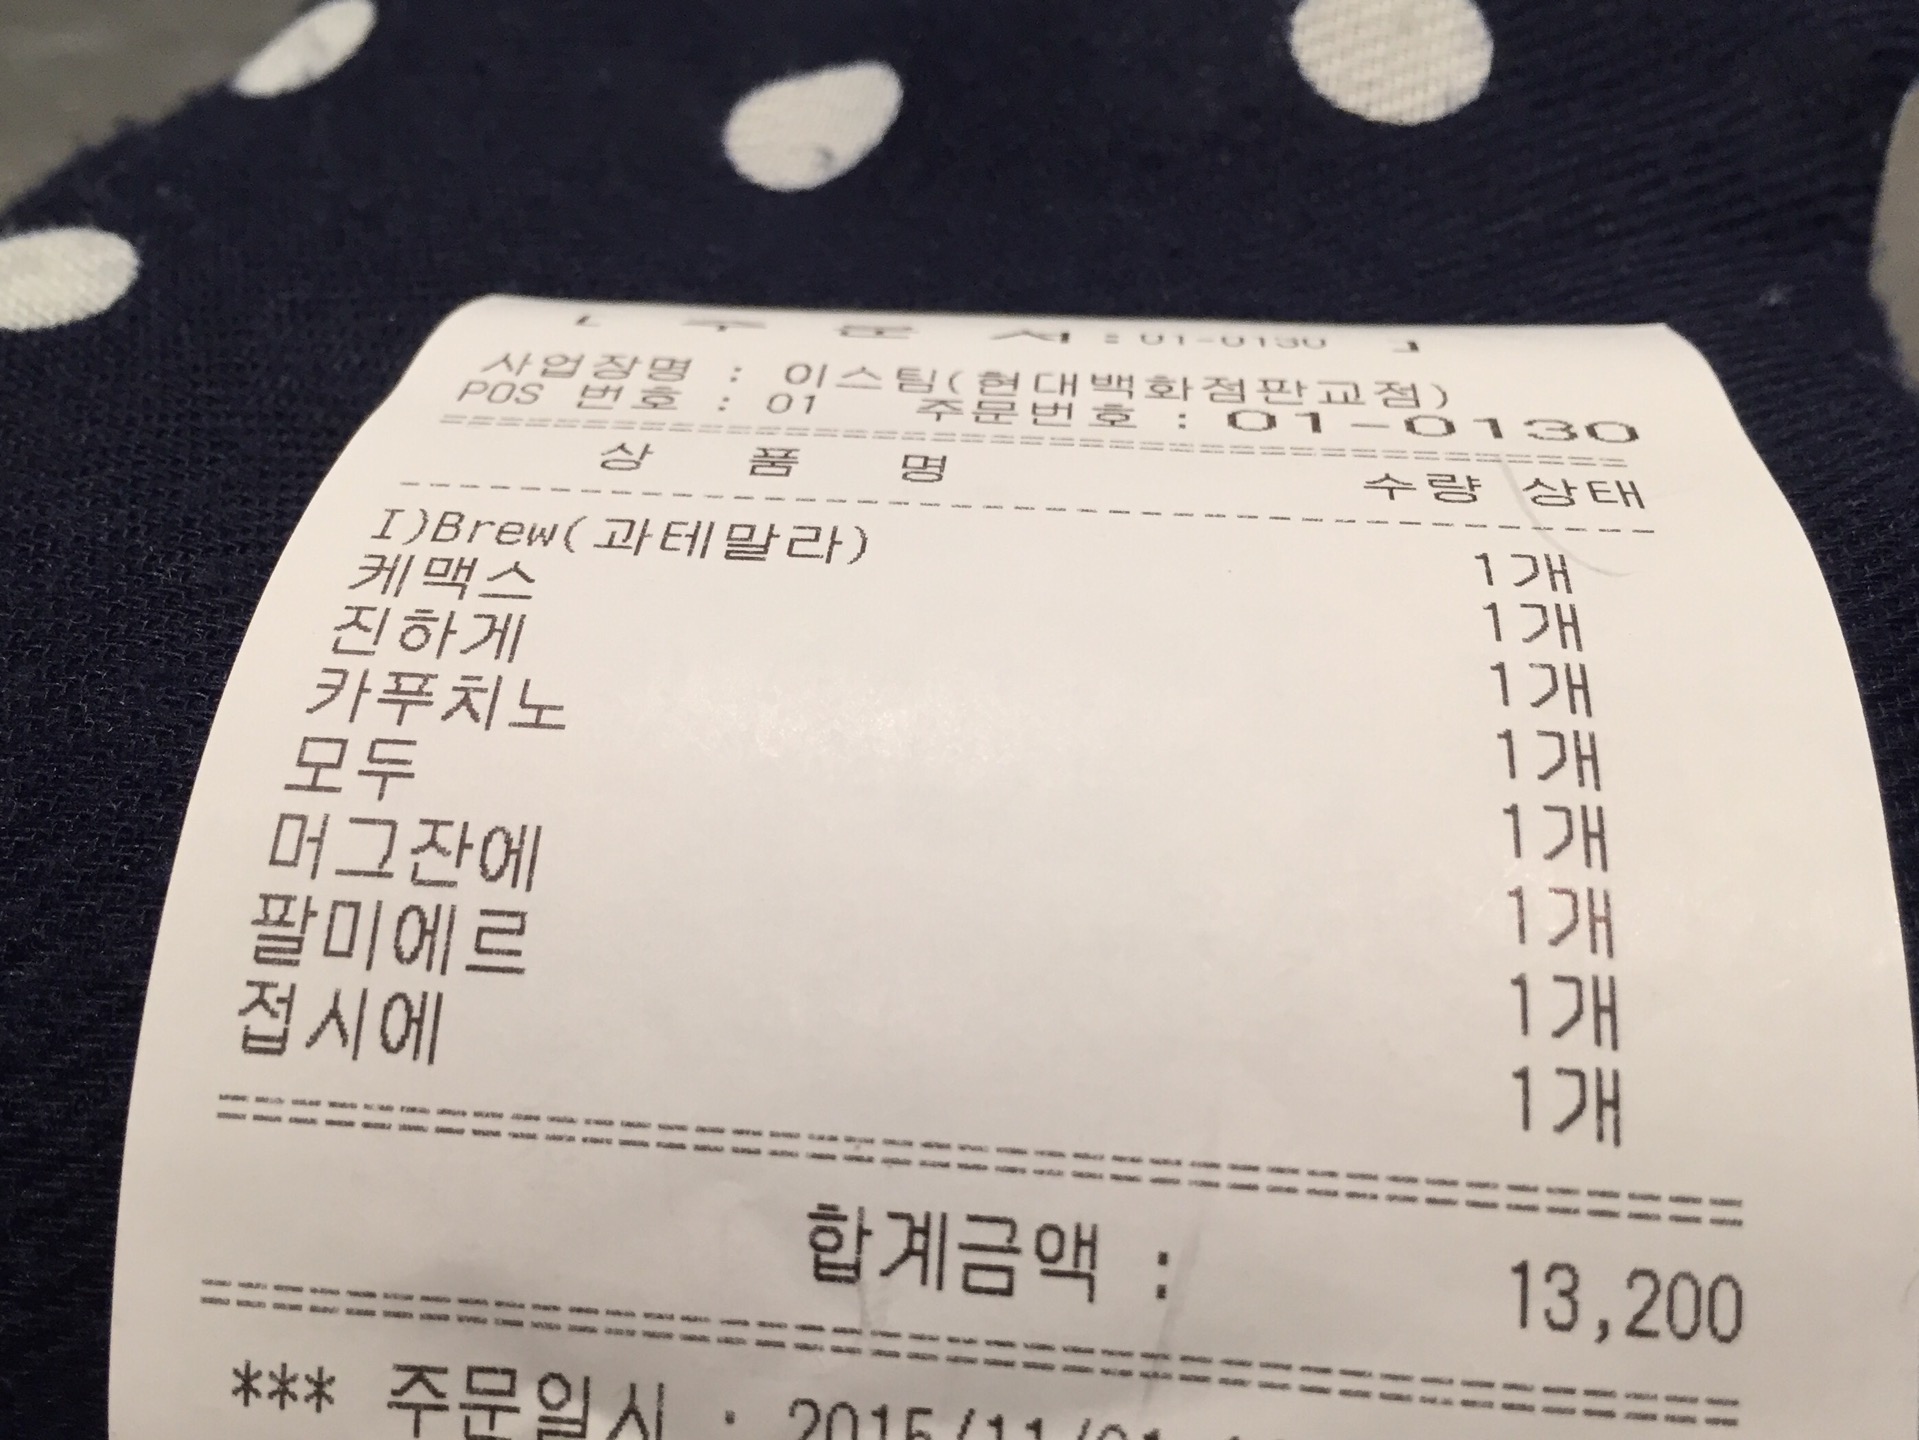 [ 주 문 서:01-0130 ]
사업장명 : 이스팀(현대백화점판교점)
POS 번호 : 01 주문번호 : 01-0130
상 품 명 수량 상태
I)Brew(과테말라) 1개
케맥스 1개
진하게 1개
카푸치노 1개
모두 1개
머그잔에 1개
팔미에르 1개
접시에 1개
합계금액 : 13,200
*** 주문일시 : 2015/11/01